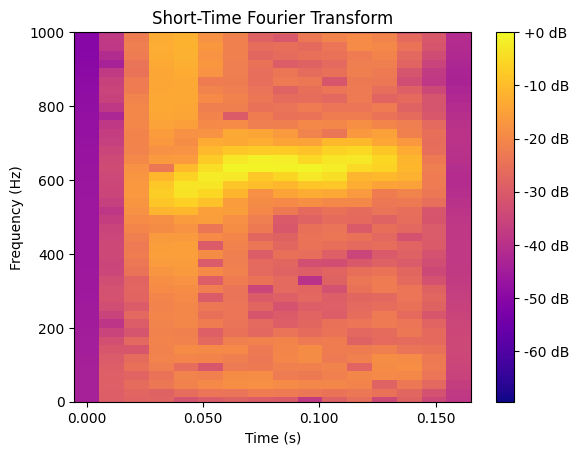 Short-Time Fourier Transform
1000
800
600
400
200
0
Frequency (Hz)
0.000
0.050
0.100
0.150
Time (s)
+0 dB
-10 dB
-20 dB
-30 dB
-40 dB
-50 dB
-60 dB